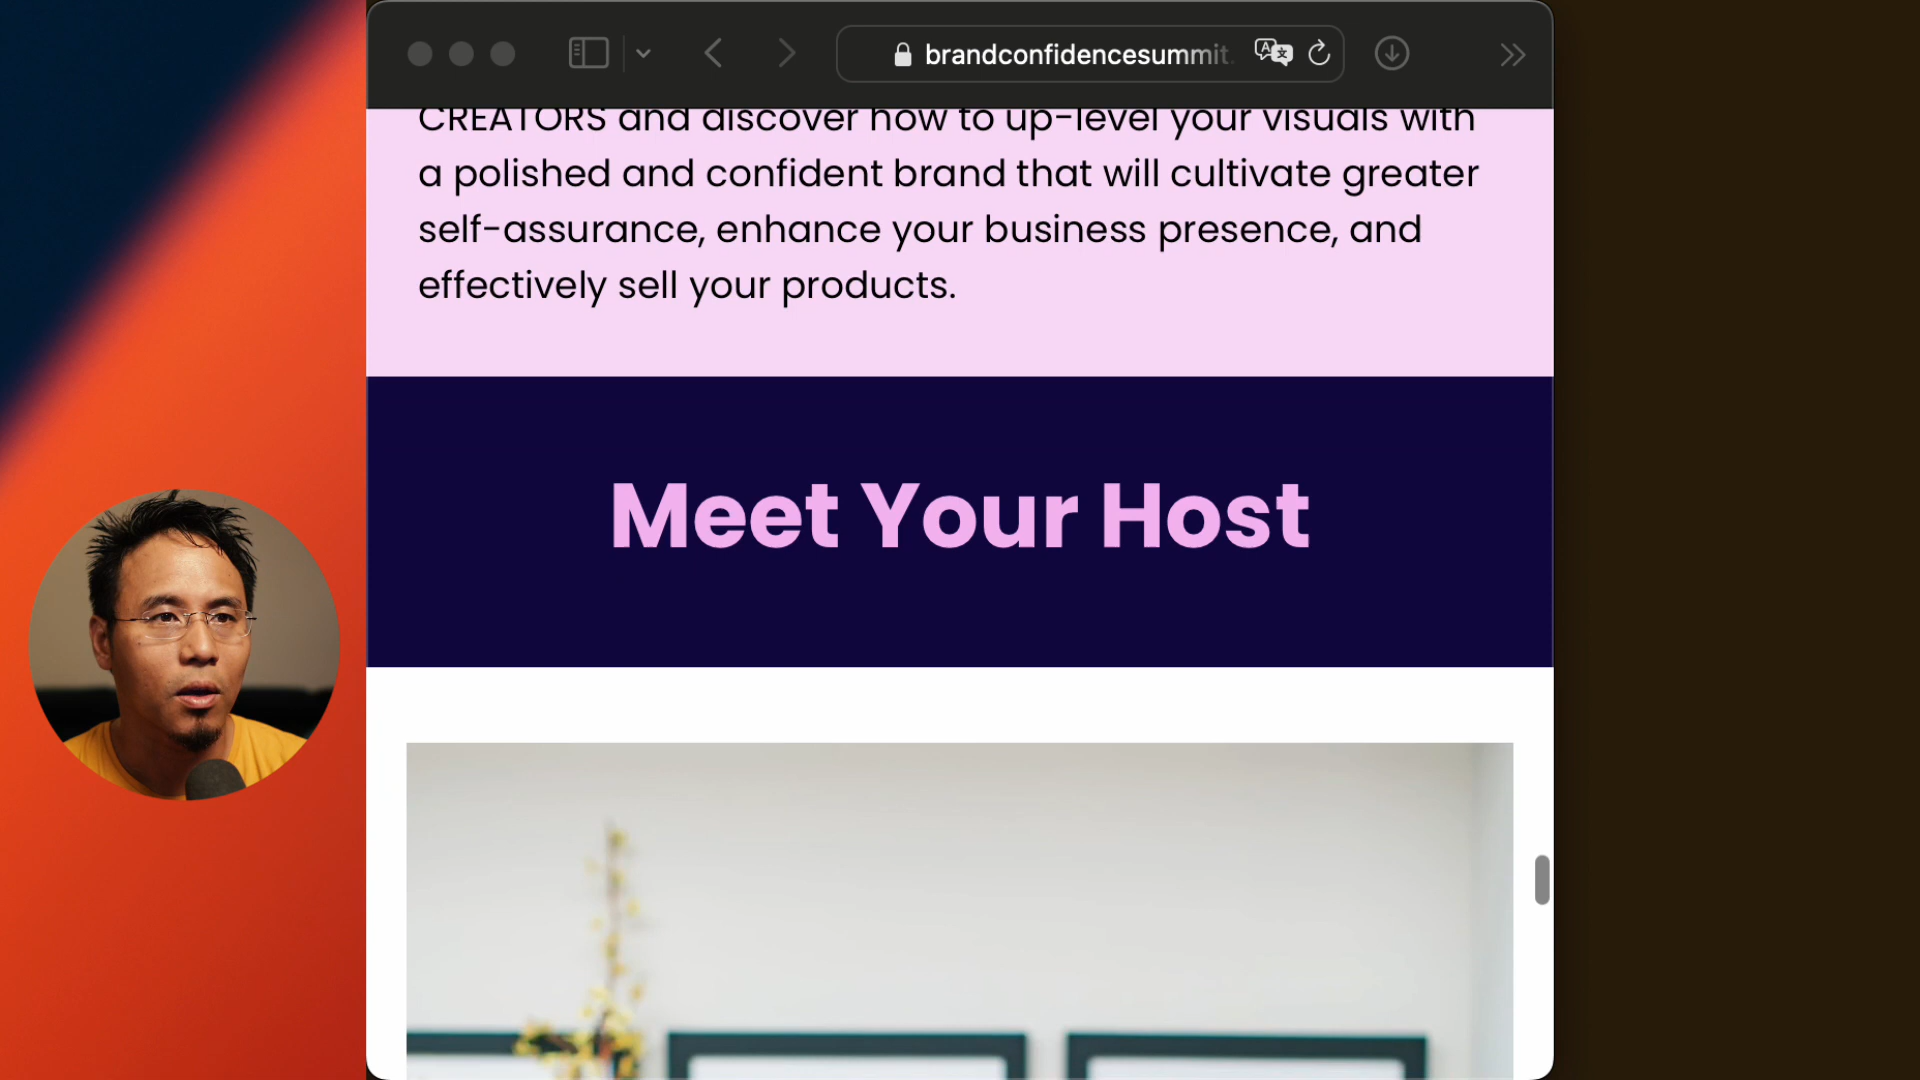 brandconfidencesummit.
CREATORS and discover how to up-level your visuals with
a polished and confident brand that will cultivate greater
self-assurance, enhance your business presence, and
effectively sell your products.
Meet Your Host